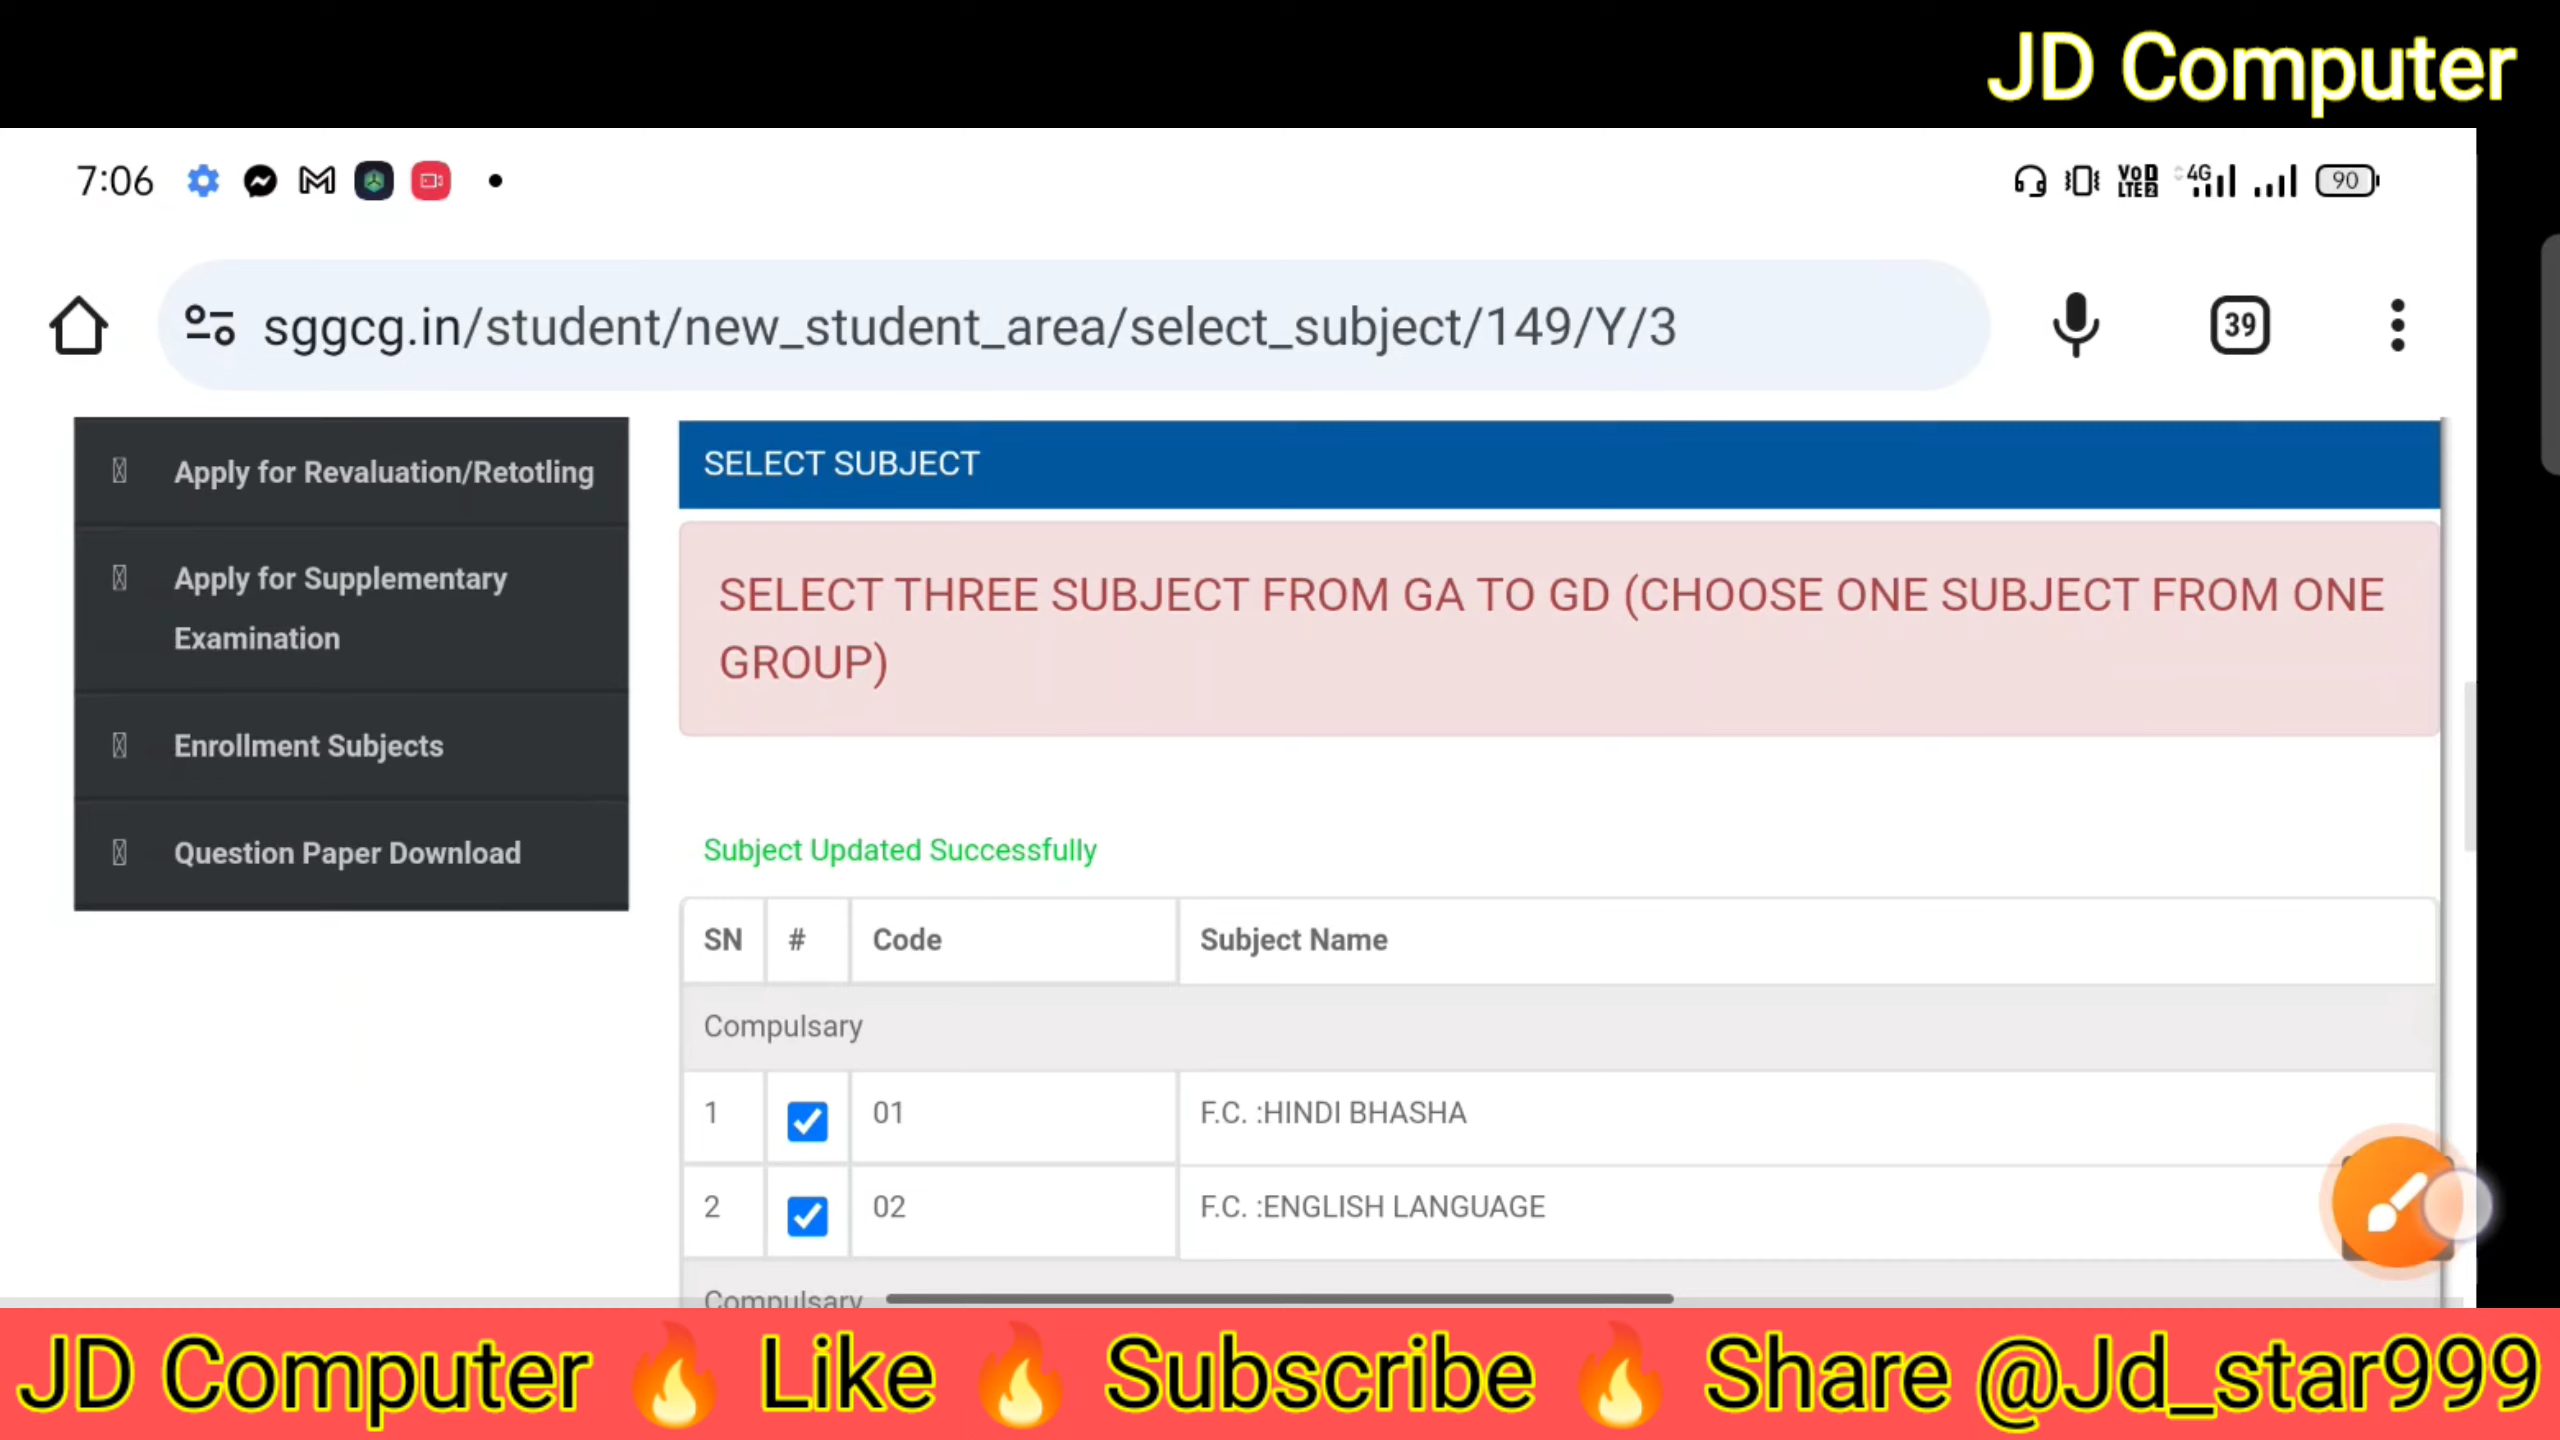 JD Computer
7:06
VoD LTE2 4G 90
sggcg.in/student/new_student_area/select_subject/149/Y/3
39
Apply for Revaluation/Retotling
Apply for Supplementary
Examination
Enrollment Subjects
Question Paper Download
SELECT SUBJECT
SELECT THREE SUBJECT FROM GA TO GD (CHOOSE ONE SUBJECT FROM ONE
GROUP)
Subject Updated Successfully
SN # Code Subject Name
Compulsary
1 01 F.C. :HINDI BHASHA
2 02 F.C. :ENGLISH LANGUAGE
Compulsary
JD Computer 🔥 Like 🔥 Subscribe 🔥 Share @Jd_star999